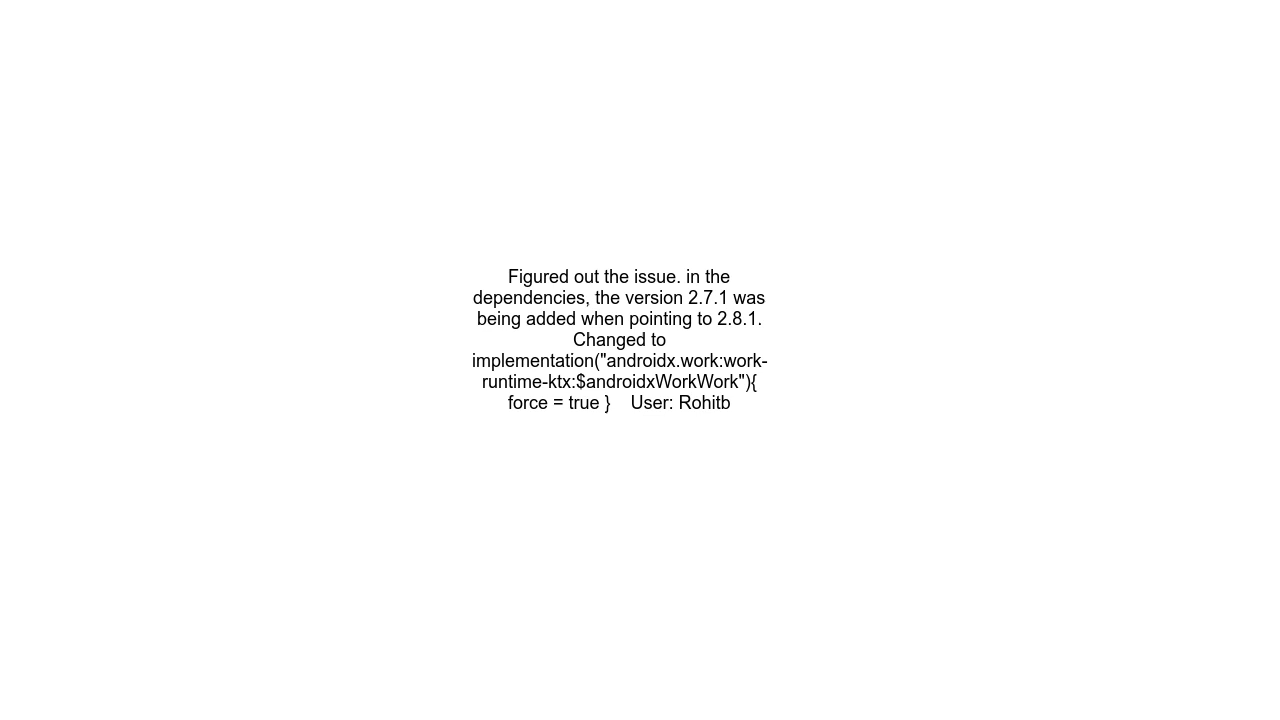 Figured out the issue. in the
dependencies, the version 2.7.1 was
being added when pointing to 2.8.1.
Changed to
implementation("androidx.work:work-
runtime-ktx:$androidxWorkWork"){
force = true }    User: Rohitb